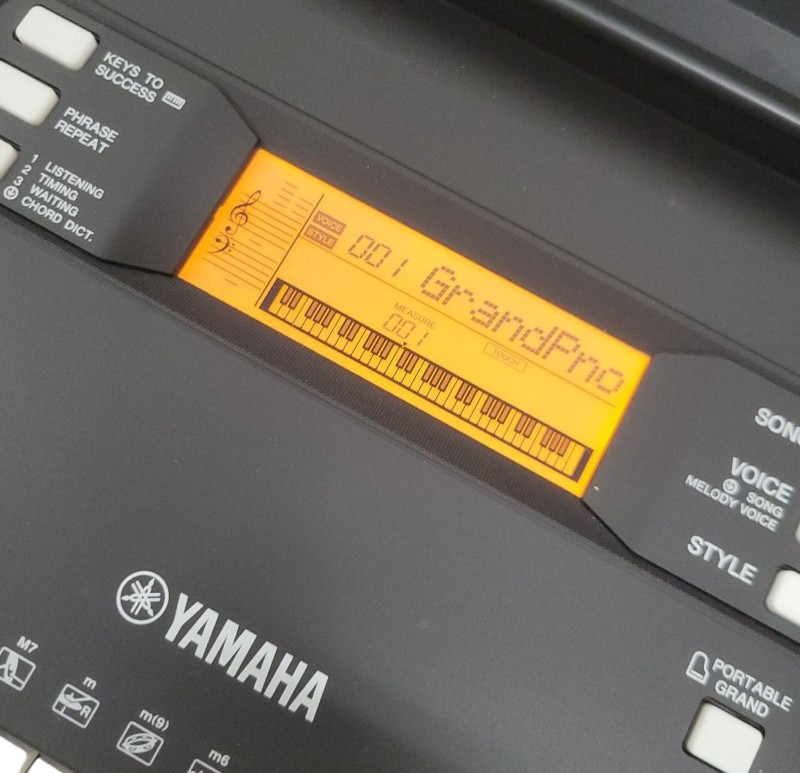 KEYS TO
SUCCESS
PHRASE
REPEAT
1 LISTENING
2 TIMING
3 WAITING
CHORD DICT.
VOICE
STYLE
001 GrandPno
MEASURE
001
TOUCH
SONG
VOICE
SONG
MELODY VOICE
STYLE
YAMAHA
PORTABLE
GRAND
M7
m
R
m(9)
m6